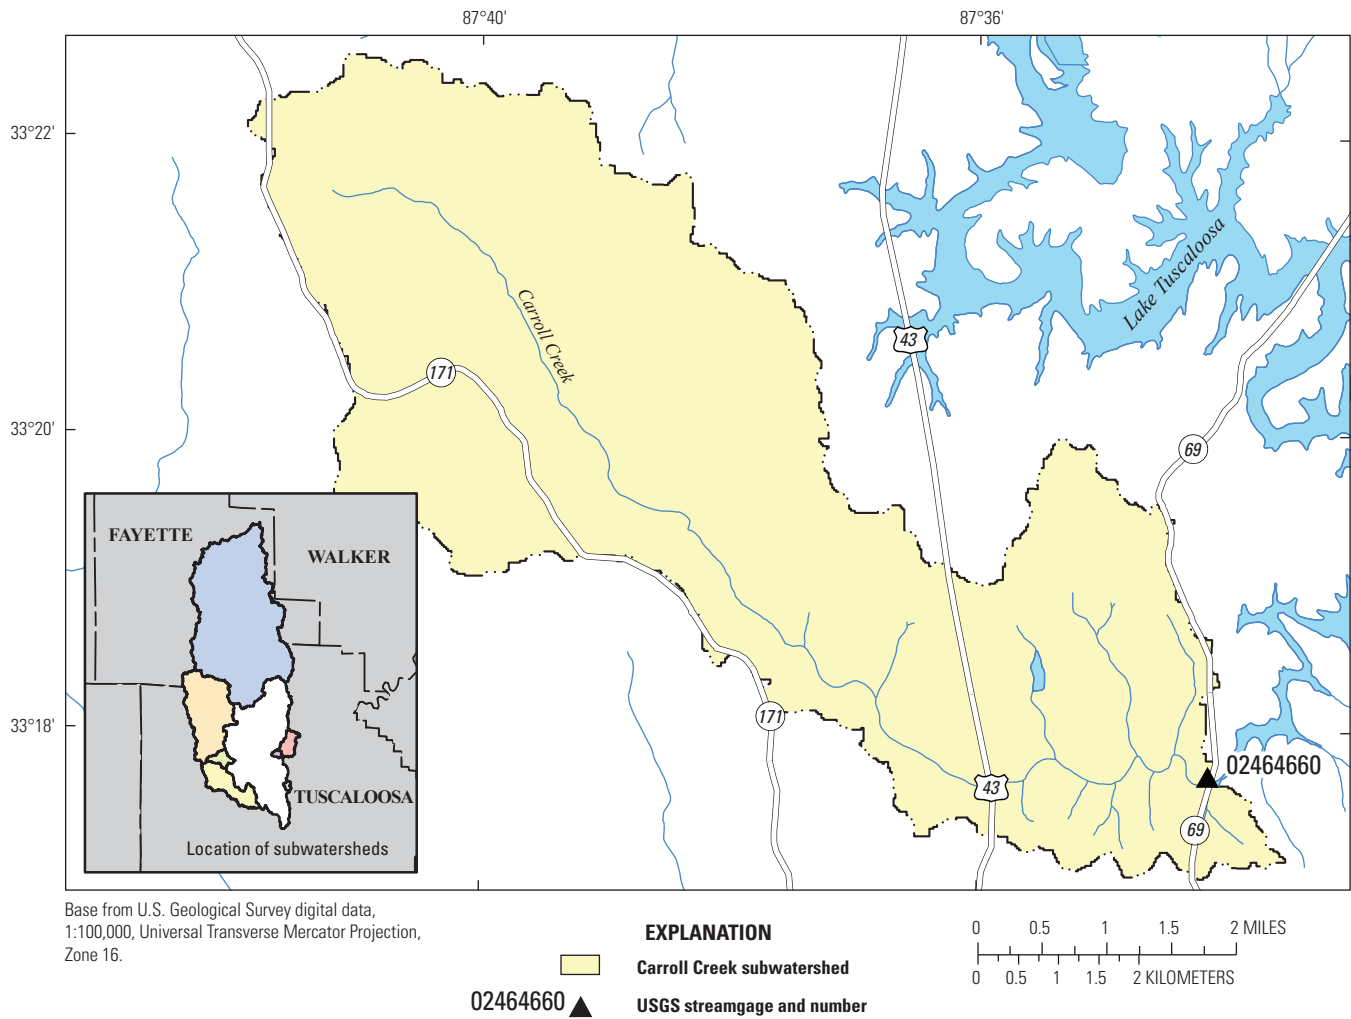 87°40'
87°36'
33°22'
33°20'
33°18'
Carroll Creek
Lake Tuscaloosa
171
43
69
171
43
69
02464660
FAYETTE
WALKER
TUSCALOOSA
Location of subwatersheds
Base from U.S. Geological Survey digital data,
1:100,000, Universal Transverse Mercator Projection,
Zone 16.
EXPLANATION
Carroll Creek subwatershed
02464660 USGS streamgage and number
0 0.5 1 1.5 2 MILES
0 0.5 1 1.5 2 KILOMETERS